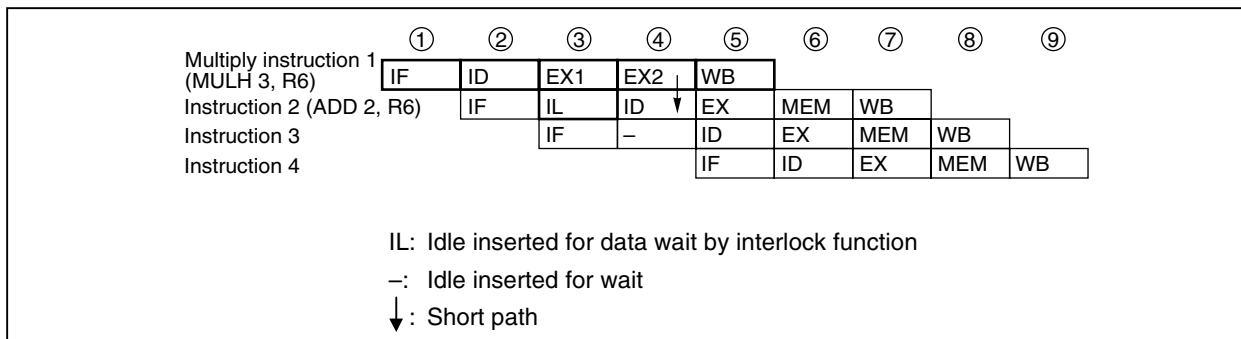 ① ② ③ ④ ⑤ ⑥ ⑦ ⑧ ⑨
Multiply instruction 1
(MULH 3, R6) IF ID EX1 EX2 WB
Instruction 2 (ADD 2, R6) IF IL ID EX MEM WB
Instruction 3 IF – ID EX MEM WB
Instruction 4 IF ID EX MEM WB
IL: Idle inserted for data wait by interlock function
–: Idle inserted for wait
↓: Short path